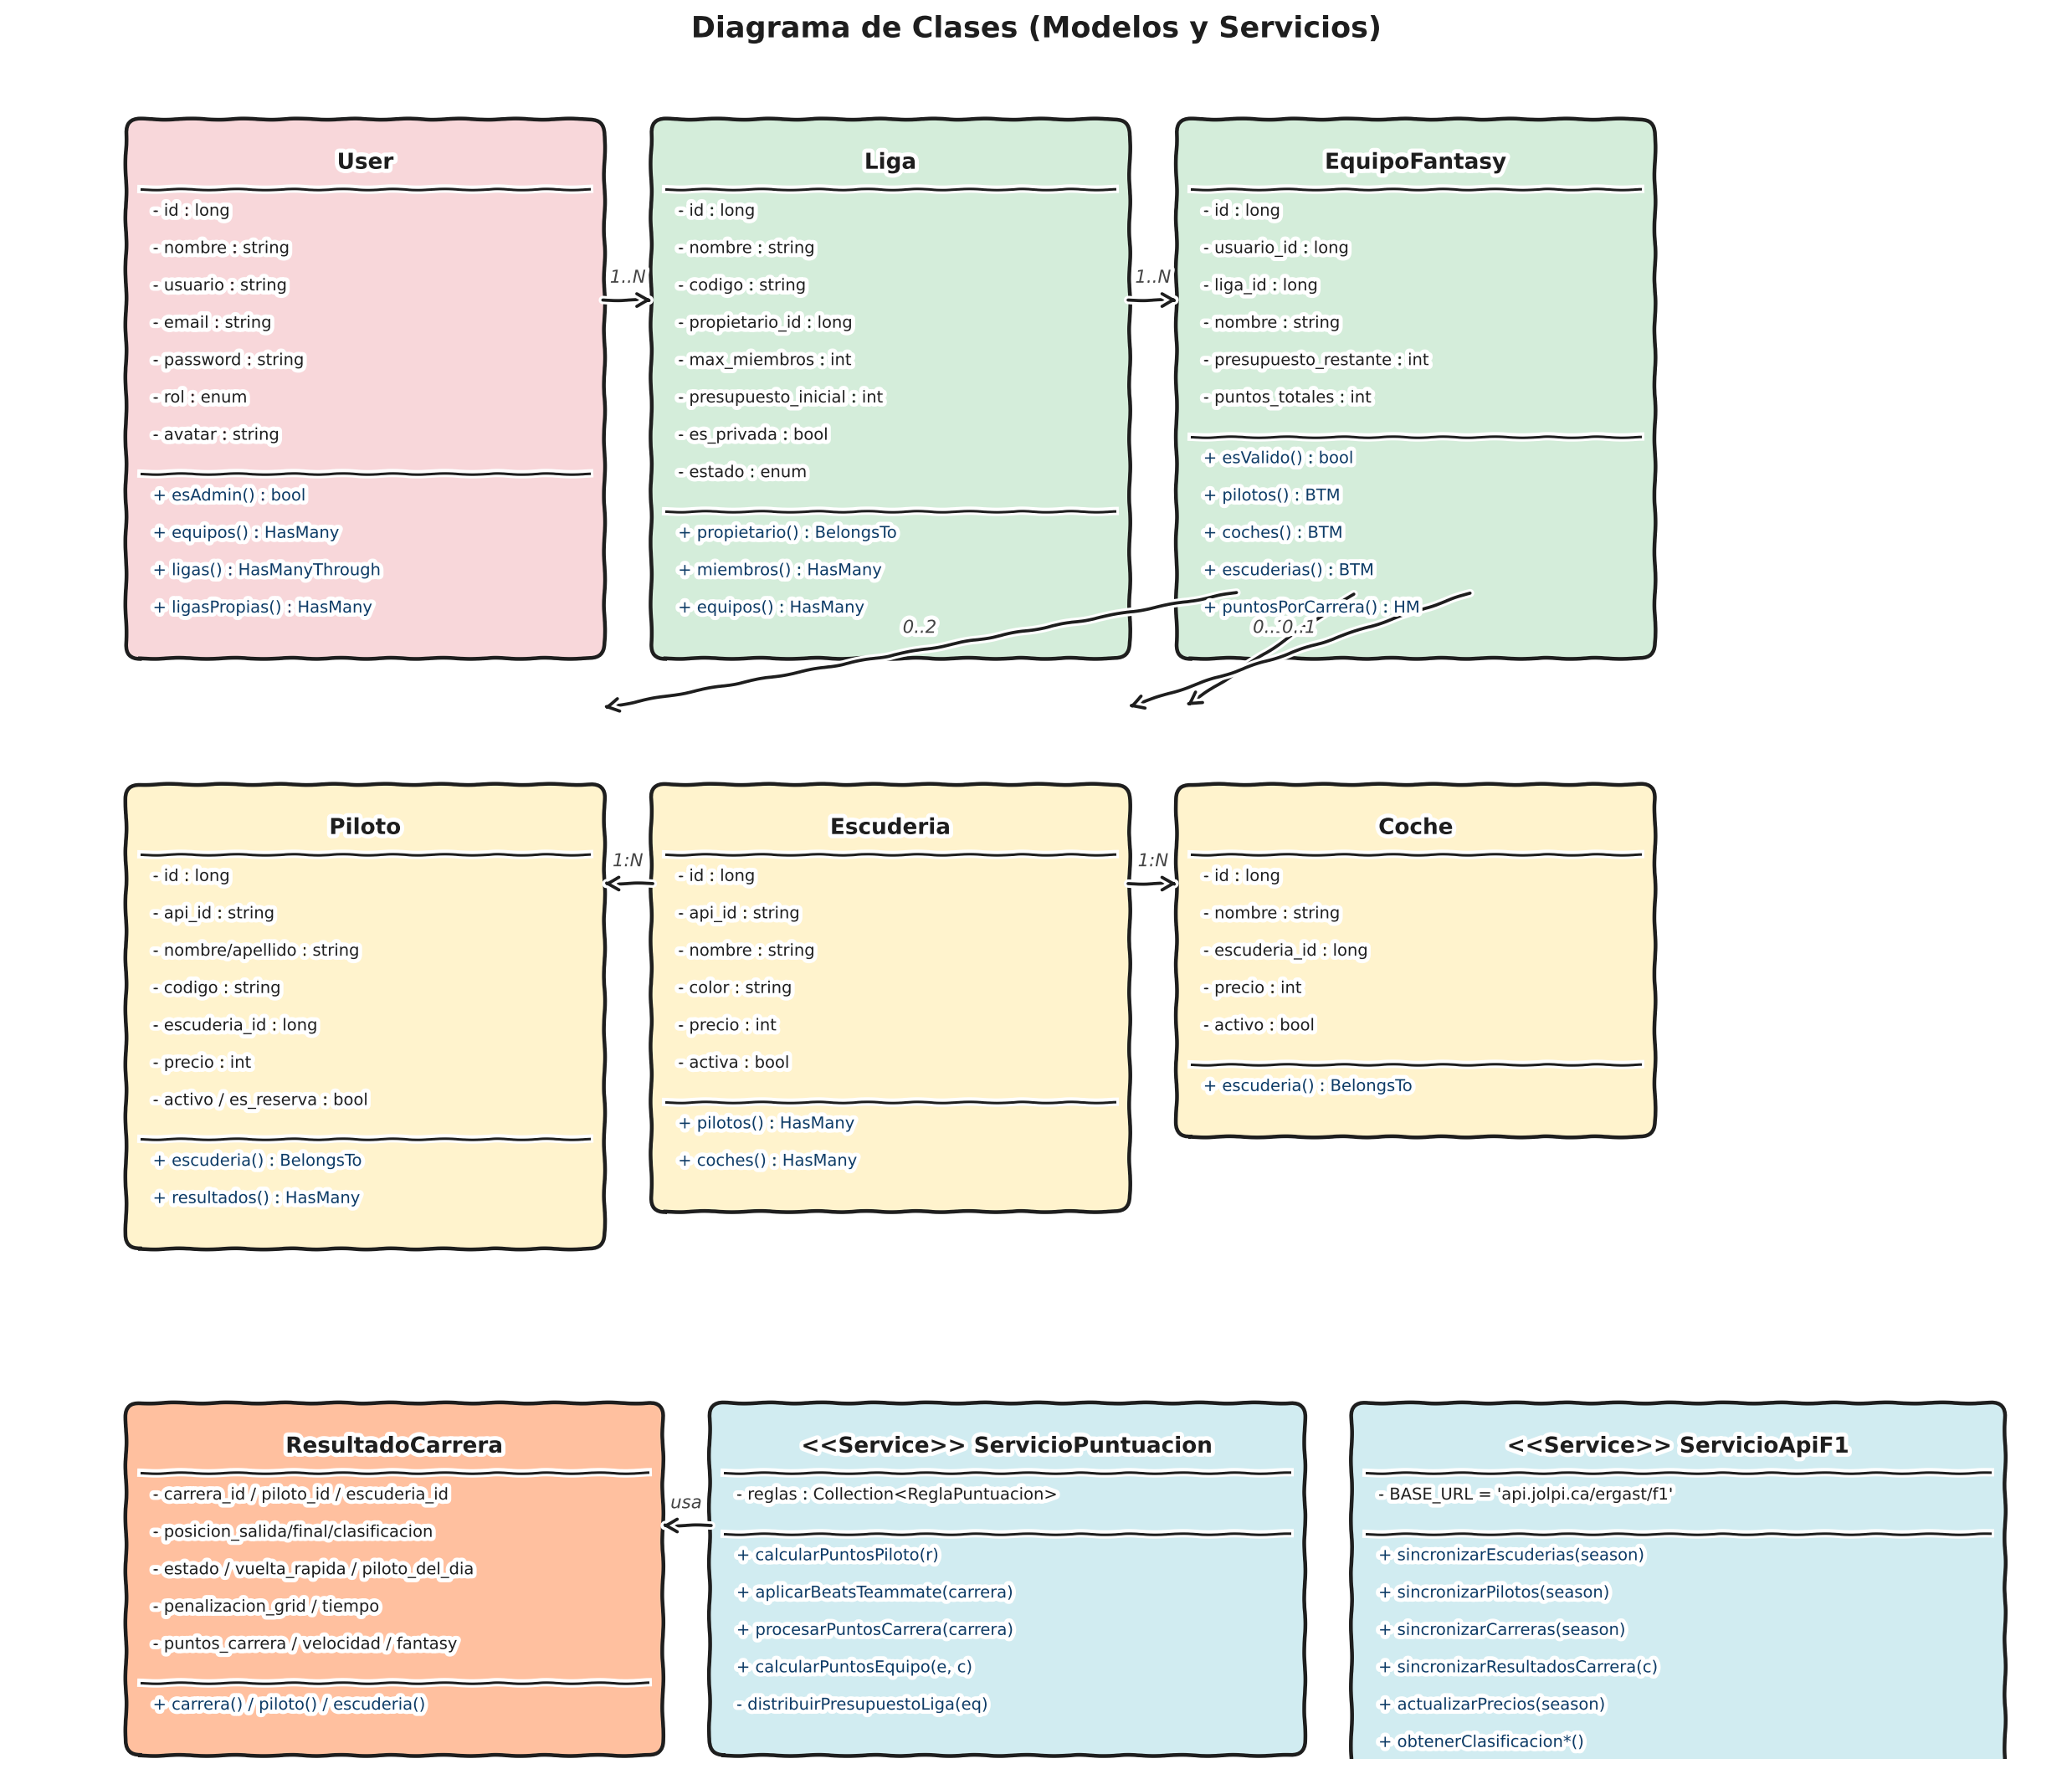 Diagrama de Clases (Modelos y Servicios)
User
- id : long
- nombre : string
- usuario : string
- email : string
- password : string
- rol : enum
- avatar : string
+ esAdmin() : bool
+ equipos() : HasMany
+ ligas() : HasManyThrough
+ ligasPropias() : HasMany
1..N
Liga
- id : long
- nombre : string
- codigo : string
- propietario_id : long
- max_miembros : int
- presupuesto_inicial : int
- es_privada : bool
- estado : enum
+ propietario() : BelongsTo
+ miembros() : HasMany
+ equipos() : HasMany
1..N
EquipoFantasy
- id : long
- usuario_id : long
- liga_id : long
- nombre : string
- presupuesto_restante : int
- puntos_totales : int
+ esValido() : bool
+ pilotos() : BTM
+ coches() : BTM
+ escuderias() : BTM
+ puntosPorCarrera() : HM
0..2
0..1
Piloto
- id : long
- api_id : string
- nombre/apellido : string
- codigo : string
- escuderia_id : long
- precio : int
- activo / es_reserva : bool
+ escuderia() : BelongsTo
+ resultados() : HasMany
1:N
Escuderia
- id : long
- api_id : string
- nombre : string
- color : string
- precio : int
- activa : bool
+ pilotos() : HasMany
+ coches() : HasMany
1:N
Coche
- id : long
- nombre : string
- escuderia_id : long
- precio : int
- activo : bool
+ escuderia() : BelongsTo
ResultadoCarrera
- carrera_id / piloto_id / escuderia_id
- posicion_salida/final/clasificacion
- estado / vuelta_rapida / piloto_del_dia
- penalizacion_grid / tiempo
- puntos_carrera / velocidad / fantasy
+ carrera() / piloto() / escuderia()
usa
<<Service>> ServicioPuntuacion
- reglas : Collection<ReglaPuntuacion>
+ calcularPuntosPiloto(r)
+ aplicarBeatsTeammate(carrera)
+ procesarPuntosCarrera(carrera)
+ calcularPuntosEquipo(e, c)
- distribuirPresupuestoLiga(eq)
<<Service>> ServicioApiF1
- BASE_URL = 'api.jolpi.ca/ergast/f1'
+ sincronizarEscuderias(season)
+ sincronizarPilotos(season)
+ sincronizarCarreras(season)
+ sincronizarResultadosCarrera(c)
+ actualizarPrecios(season)
+ obtenerClasificacion*()